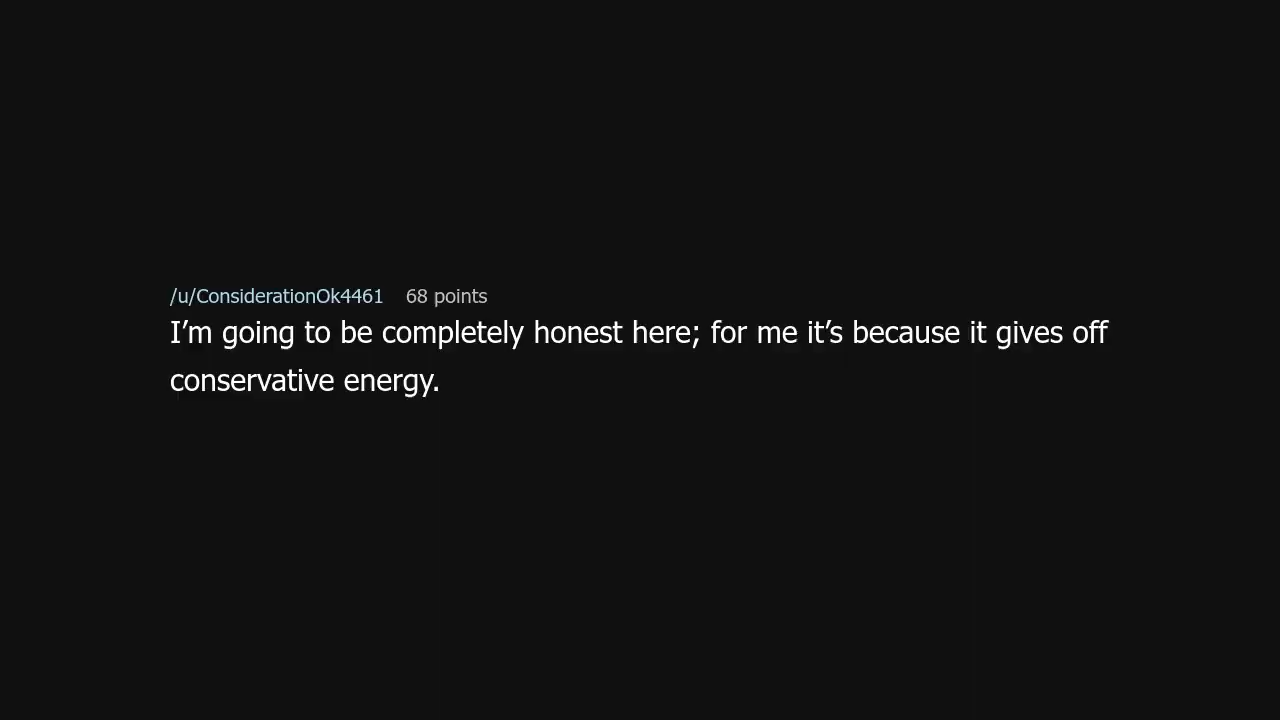 /u/ConsiderationOk4461 68 points
I’m going to be completely honest here; for me it’s because it gives off
conservative energy.